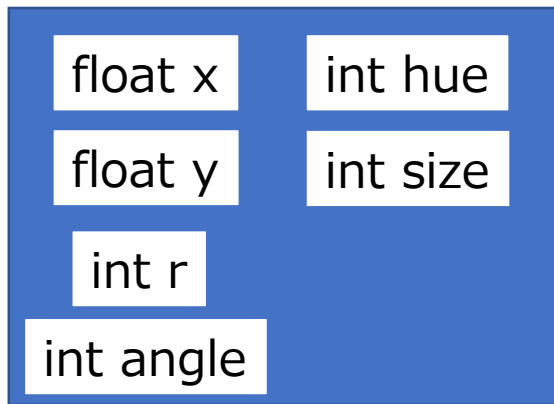 float x
int hue
float y
int size
int r
int angle